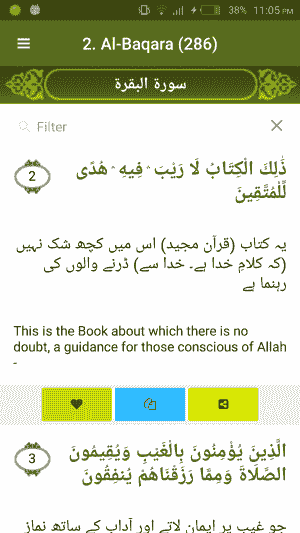 38% 11:05 PM
2. Al-Baqara (286)
سورة البقرة
Filter
2
ذَٰلِكَ الْكِتَابُ لَا رَيْبَ ۛ فِيهِ ۛ هُدًى
لِّلْمُتَّقِينَ
یہ کتاب (قرآن مجید) اس میں کچھ شک نہیں
(کہ کلامِ خدا ہے۔ خدا سے) ڈرنے والوں کی
رہنما ہے
This is the Book about which there is no
doubt, a guidance for those conscious of Allah
-
3
الَّذِينَ يُؤْمِنُونَ بِالْغَيْبِ وَيُقِيمُونَ
الصَّلَاةَ وَمِمَّا رَزَقْنَاهُمْ يُنفِقُونَ
جو غیب پر ایمان لاتے اور آداب کے ساتھ نماز